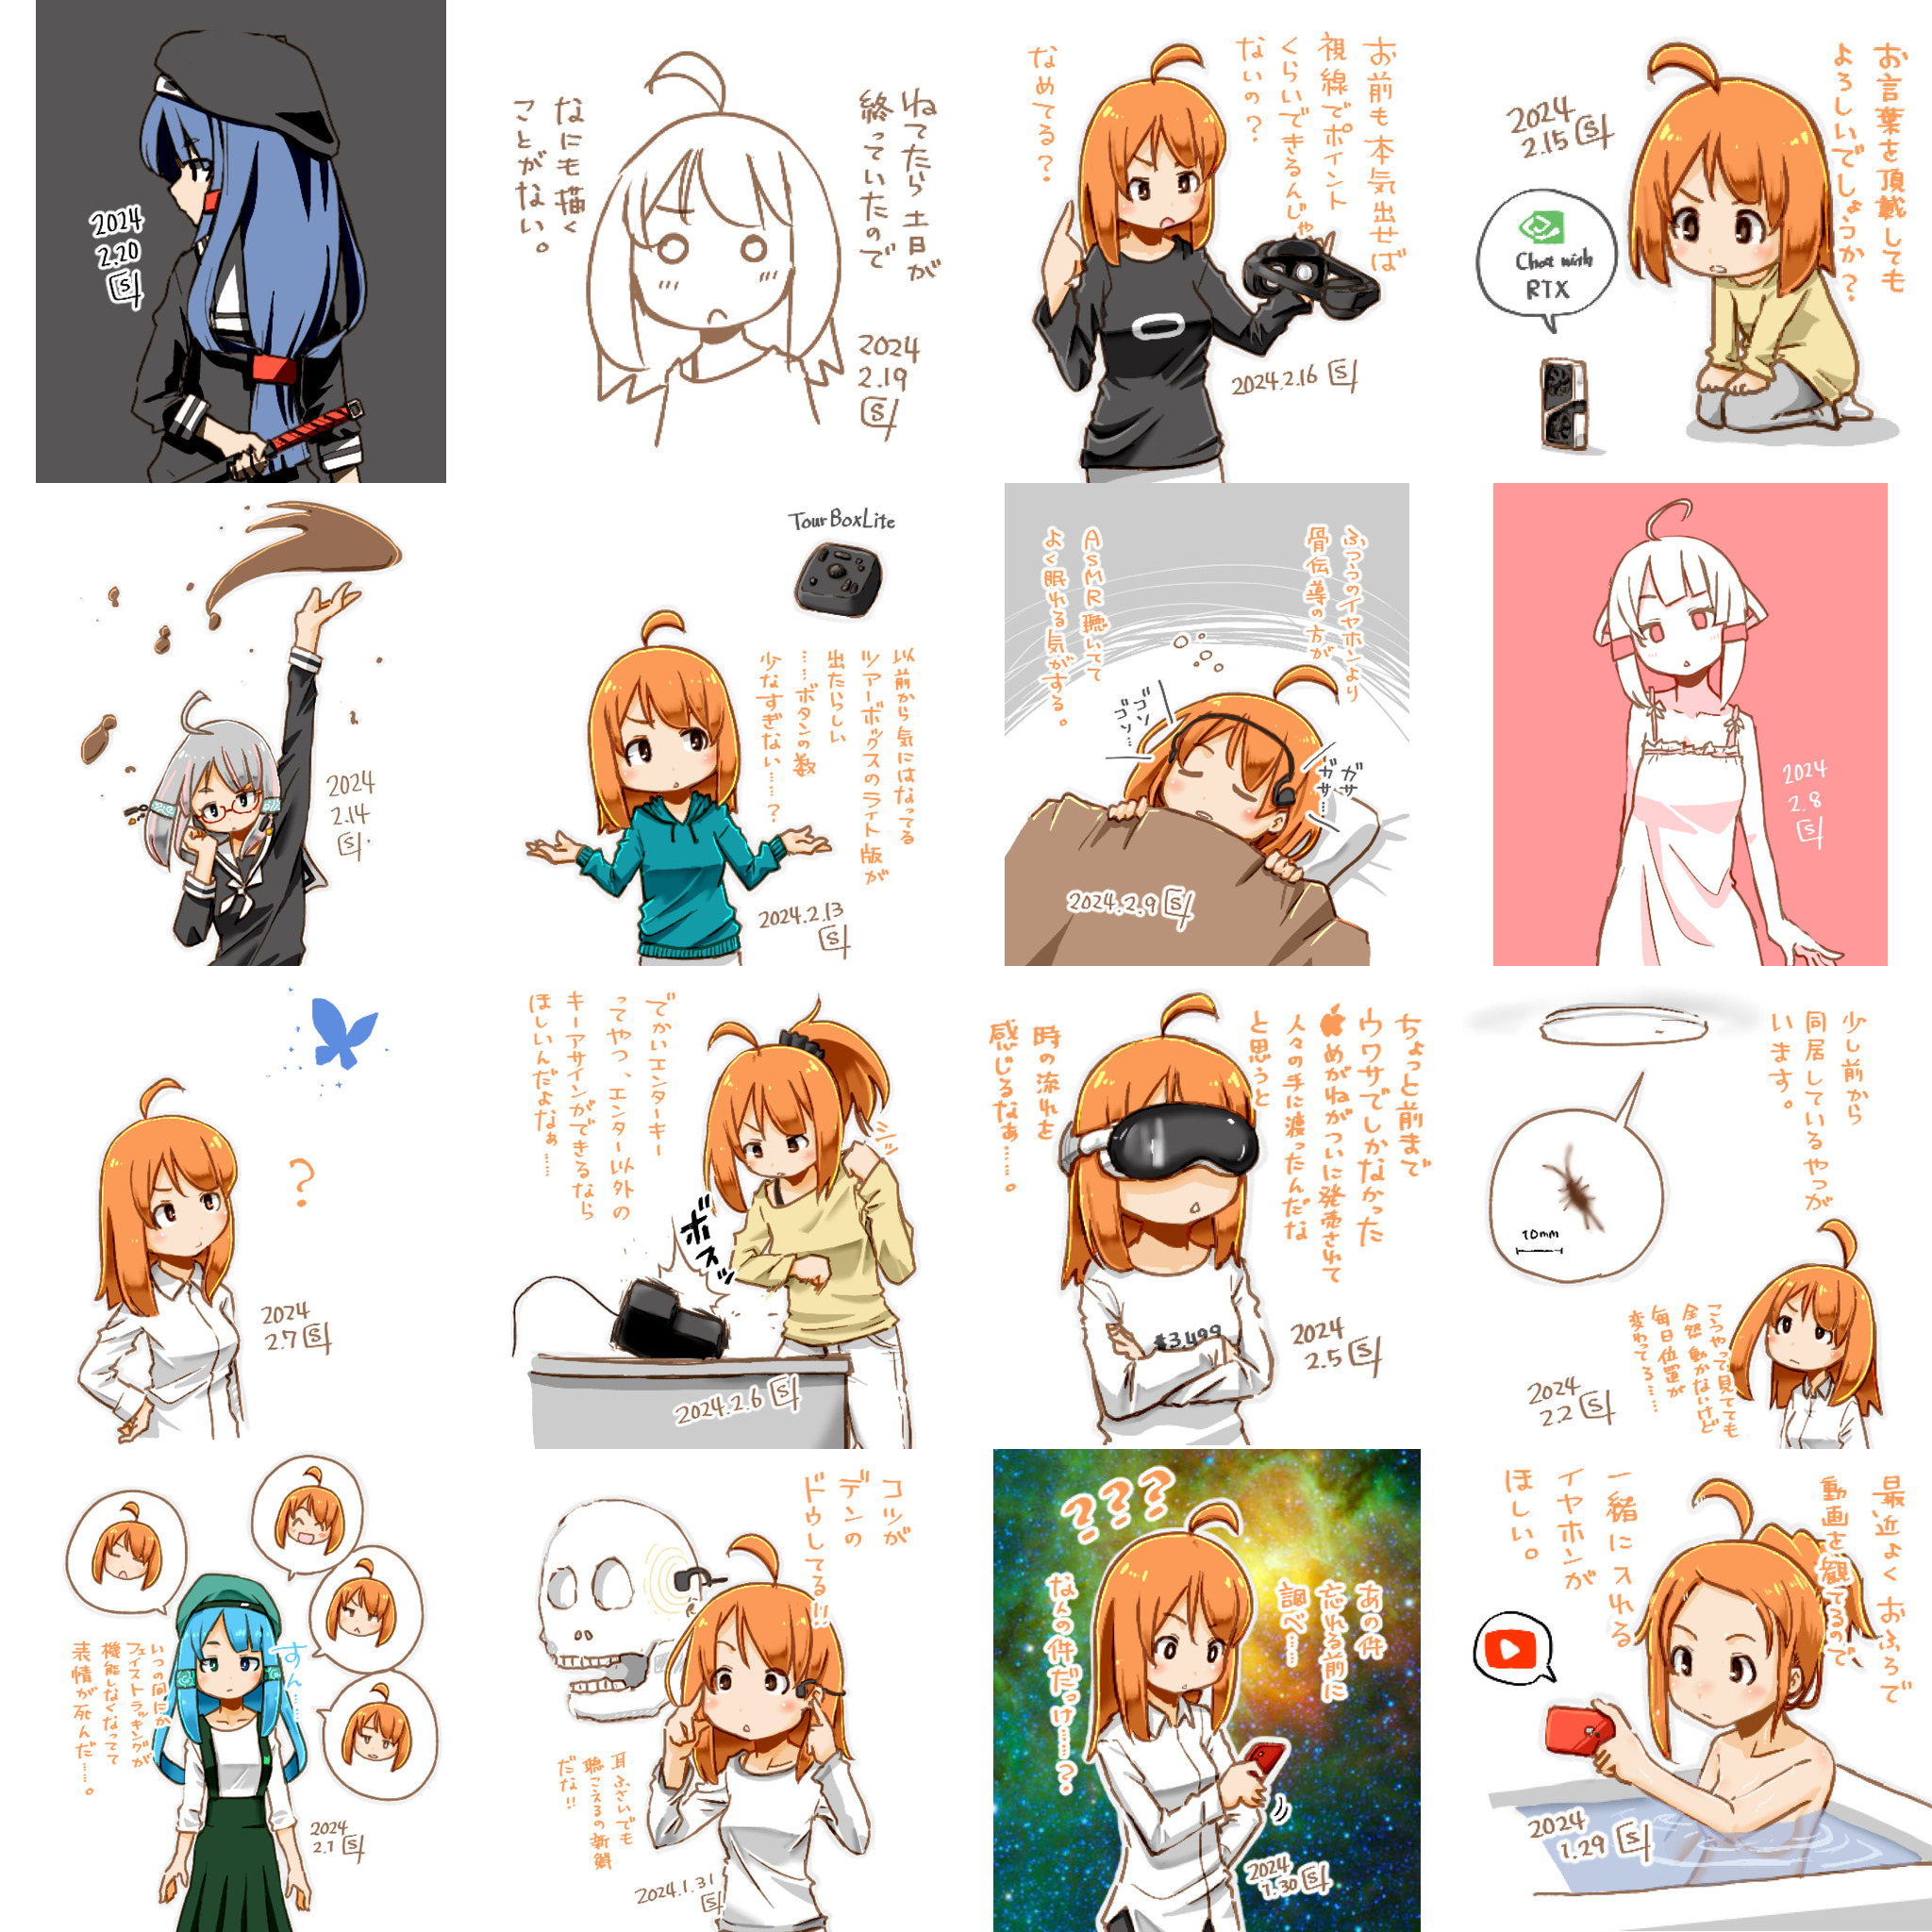 2024
2.20
ねてたら土日が
終っていたので
なにも描く
ことがない。
2024
2.19
お前も本気出せば
視線でポイント
くらいできるんじゃ
ないの?
なめてる?
2024.2.16
お言葉を頂戴しても
よろしいでしょうか?
2024
2.15
Chat with
RTX
2024
2.14
TourBoxLite
以前から気にはなってる
ツアーボックスのライト版が
出たらしい
……ボタンの数
少なすぎない……?
2024.2.13
ふつうのイヤホンより
骨伝導の方が
ASMR聴いてて
よく眠れる気がする。
ゴソ
ゴソ…
ガサ
ガサ…
2024.2.9
2024
2.8
?
2024
2.7
でかいエンターキー
ってやつ、エンター以外の
キーアサインができるなら
ほしいんだよなぁ……
ボスッ
2024.2.6
ちょっと前まで
ウワサでしかなかった
めがねがついに発売されて
人々の手に渡ったんだな
と思うと
時の流れを
感じるなぁ……。
$3,499
2024
2.5
少し前から
同居しているやつが
います。
10mm
こうやって見てても
全然動かないけど
毎日位置が
変わってる……
2024
2.2
すん……
いつの間にか
フェイストラッキングが
機能しなくなってて
表情が死んだ……。
2024
2.1
コツが
デンの
ドウしてる!!
耳ふさいでも
聴こえるの新鮮
だな!!
2024.1.31
???
あの件
忘れる前に
調べ…
なんの件だっけ……?
2024
1.30
最近よくおふろで
動画を観てるので
一緒に入れる
イヤホンが
ほしい。
2024
1.29